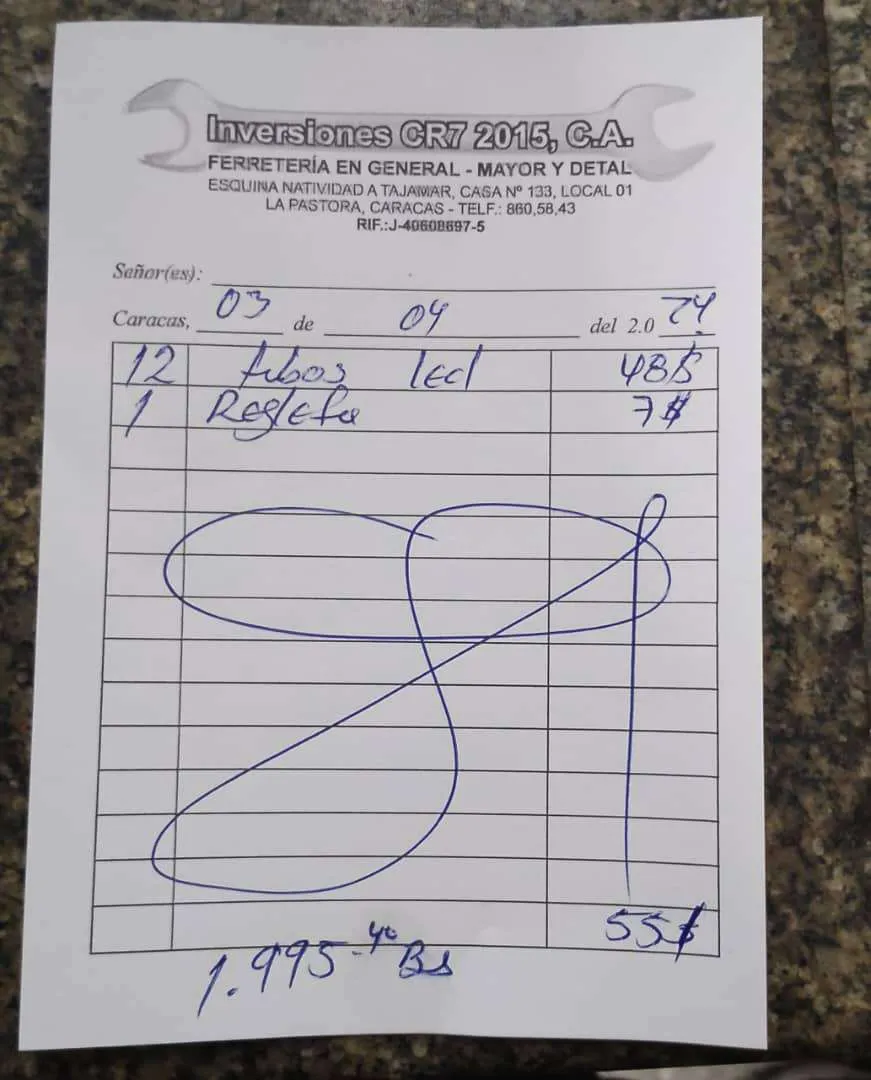 Inversiones CR7 2015, C.A.
FERRETERÍA EN GENERAL - MAYOR Y DETAL
ESQUINA NATIVIDAD A TAJAMAR, CASA Nº 133, LOCAL 01
LA PASTORA, CARACAS - TELF.: 860,58,43
RIF.:J-40608697-5
Señor(es):
Caracas, 03 de 04 del 2.0 24
12 tubos led 48$
1 Regleta 7$
55$
1.995.40 Bs